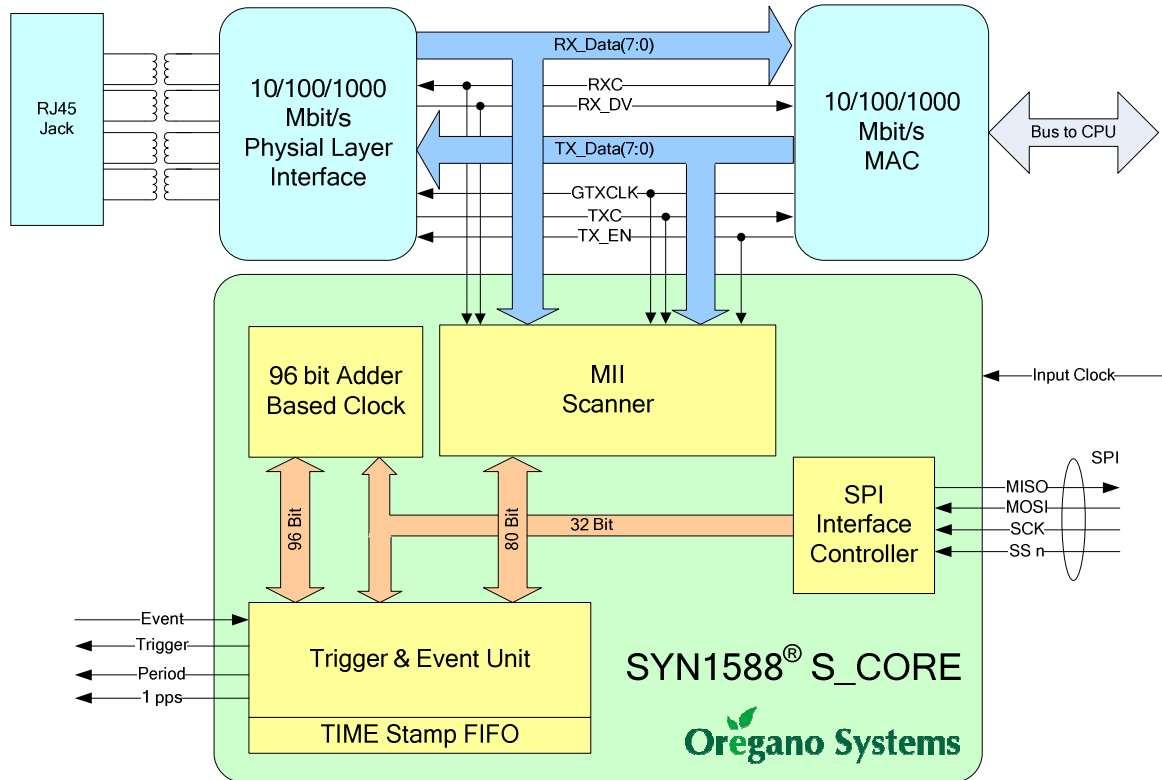 RJ45
Jack
10/100/1000
Mbit/s
Physial Layer
Interface
RX_Data(7:0)
RXC
RX_DV
TX_Data(7:0)
GTXCLK
TXC
TX_EN
10/100/1000
Mbit/s
MAC
Bus to CPU
96 bit Adder
Based Clock
MII
Scanner
Input Clock
SPI
Interface
Controller
SPI
MISO
MOSI
SCK
SS n
96 Bit
80 Bit
32 Bit
Event
Trigger
Period
1 pps
Trigger & Event Unit
TIME Stamp FIFO
SYN1588® S_CORE
Oregano Systems